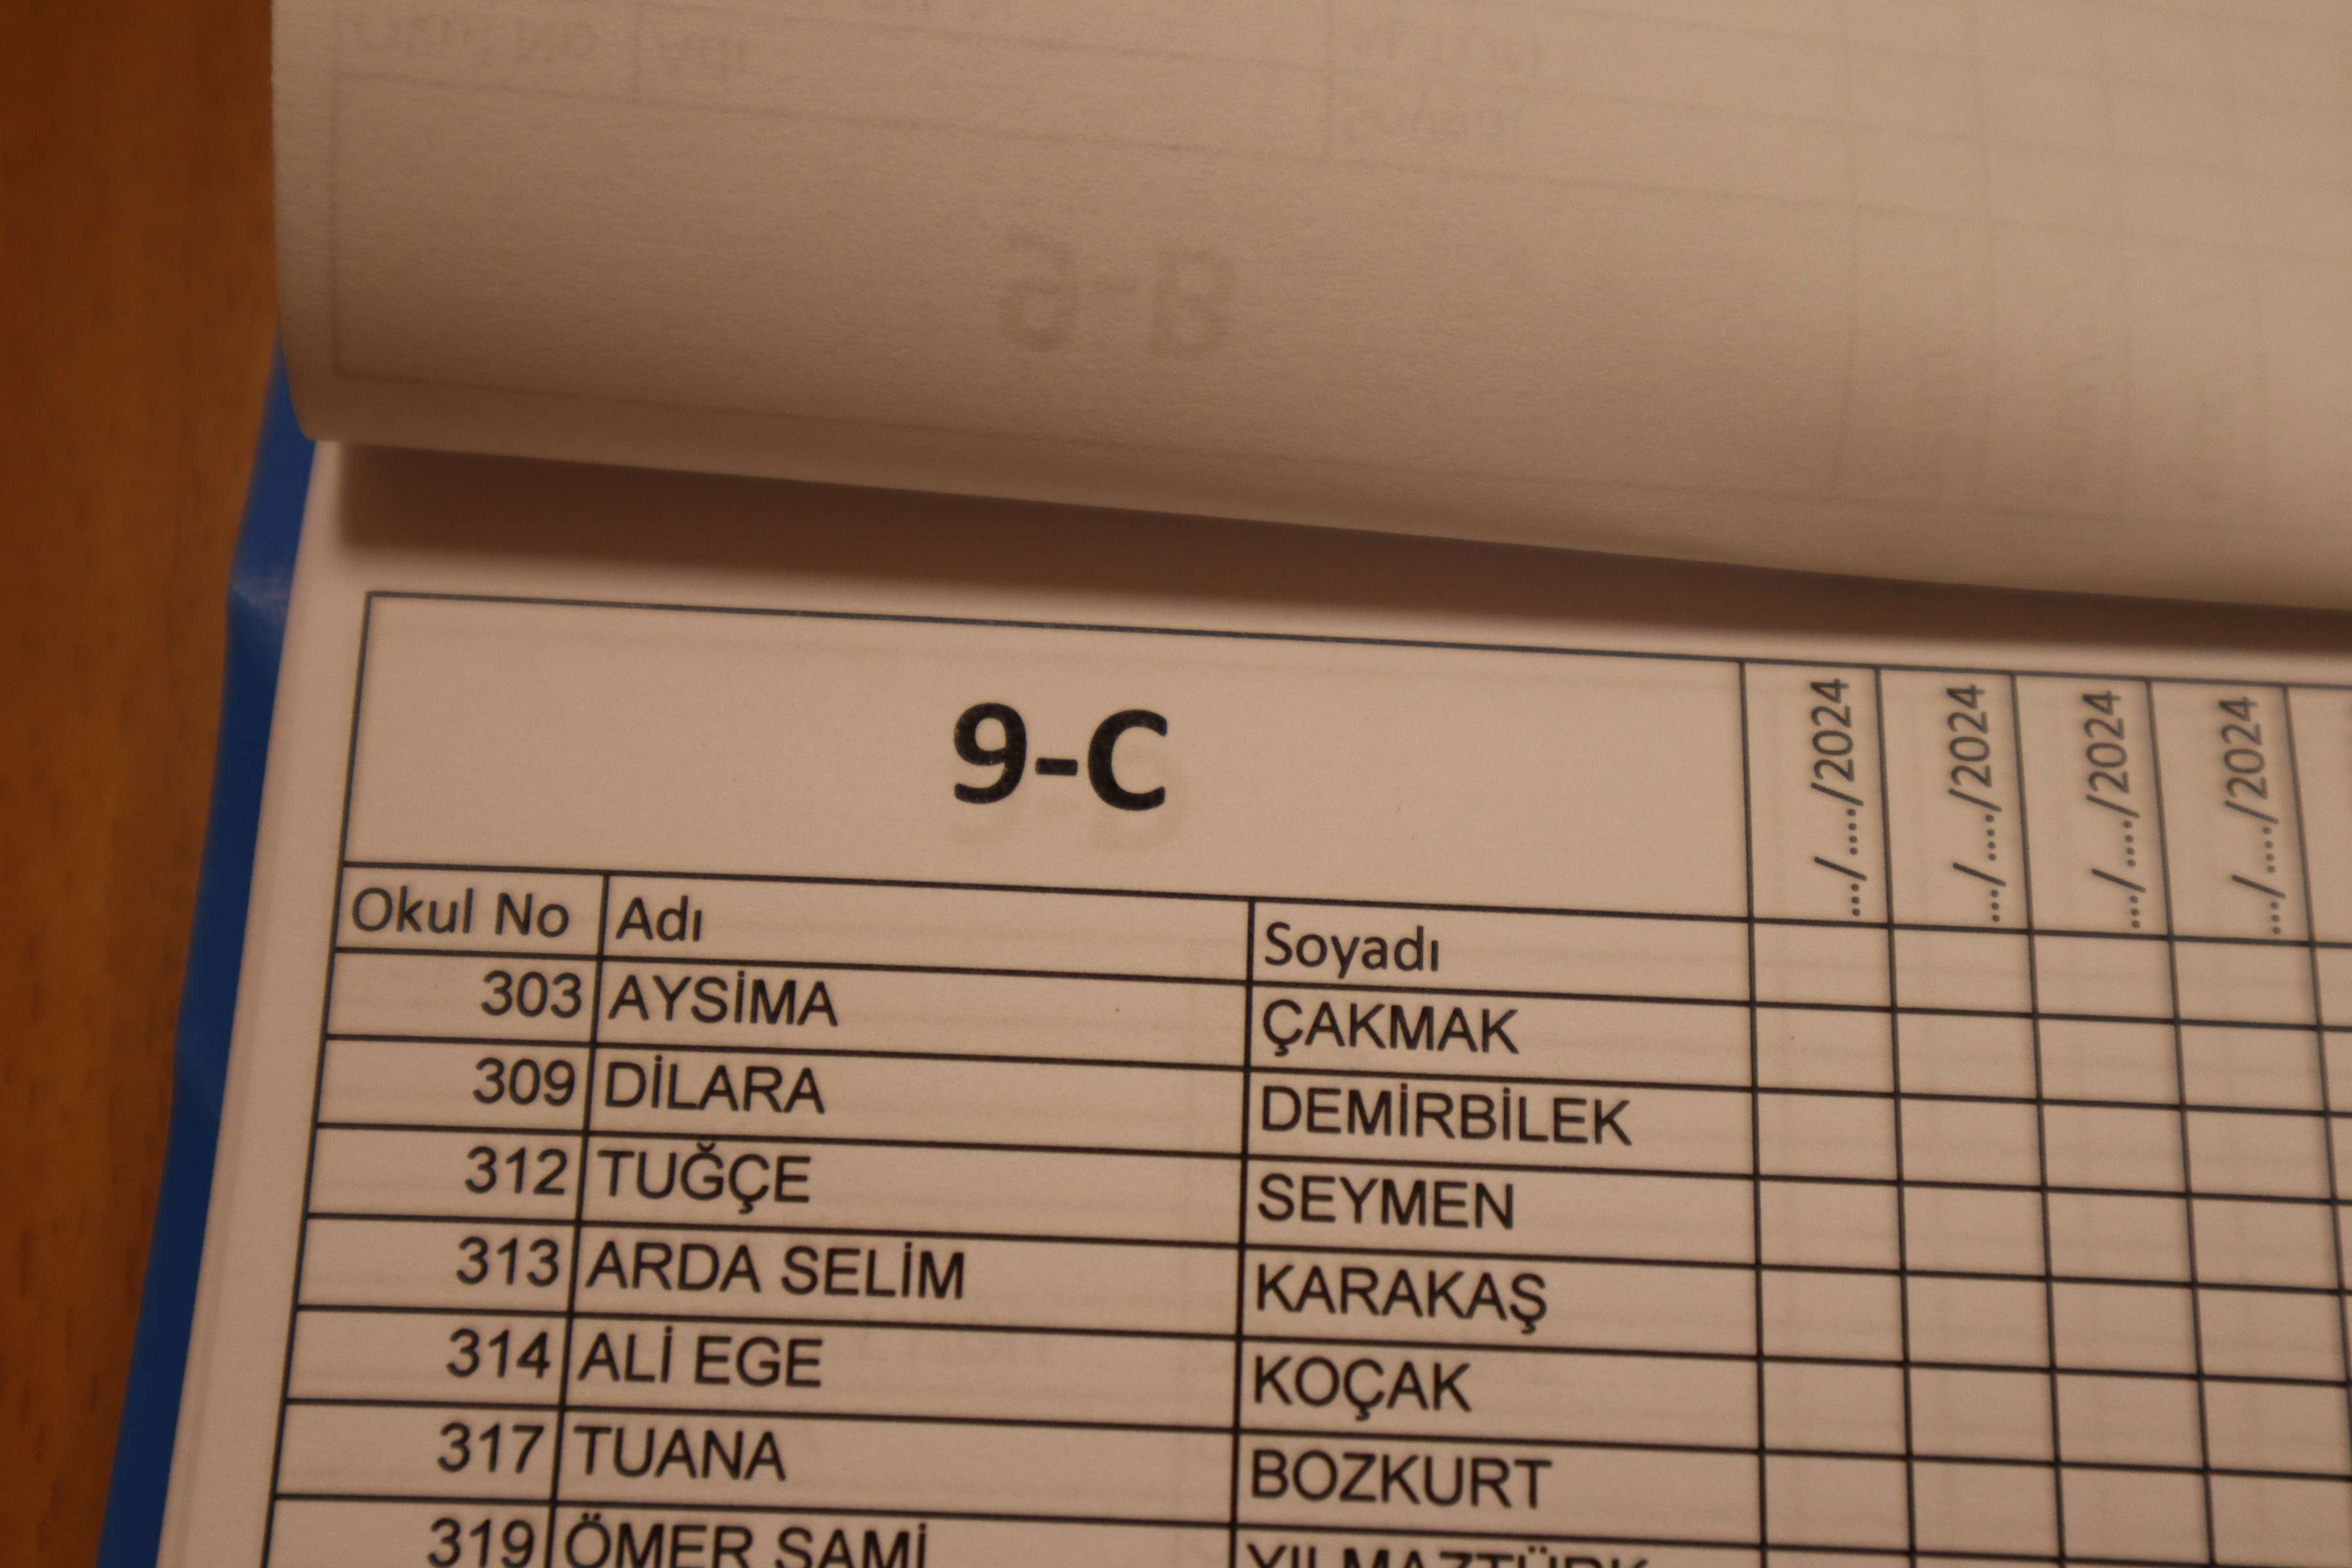 9-C
.../..../2024
.../..../2024
.../..../2024
.../..../2024
Okul No Adı Soyadı
303 AYSİMA ÇAKMAK
309 DİLARA DEMİRBİLEK
312 TUĞÇE SEYMEN
313 ARDA SELİM KARAKAŞ
314 ALİ EGE KOÇAK
317 TUANA BOZKURT
319 ÖMER SAMİ YILMAZTÜRK